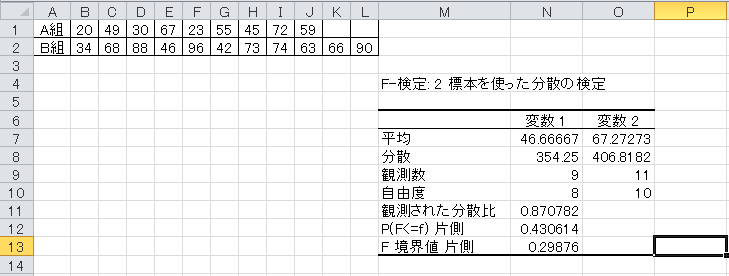 A B C D E F G H I J K L M N O P
1 A組 20 49 30 67 23 55 45 72 59
2 B組 34 68 88 46 96 42 73 74 63 66 90
3
4 F-検定: 2 標本を使った分散の検定
5
6 変数 1 変数 2
7 平均 46.66667 67.27273
8 分散 354.25 406.8182
9 観測数 9 11
10 自由度 8 10
11 観測された分散比 0.870782
12 P(F<=f) 片側 0.430614
13 F 境界値 片側 0.29876
14